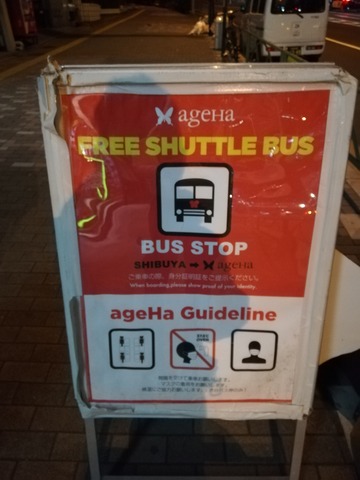 ageHa
FREE SHUTTLE BUS
BUS STOP
SHIBUYA → ageHa
ご乗車の際、身分証明証をご提示ください。
When boarding please show proof of your identity.
ageHa Guideline